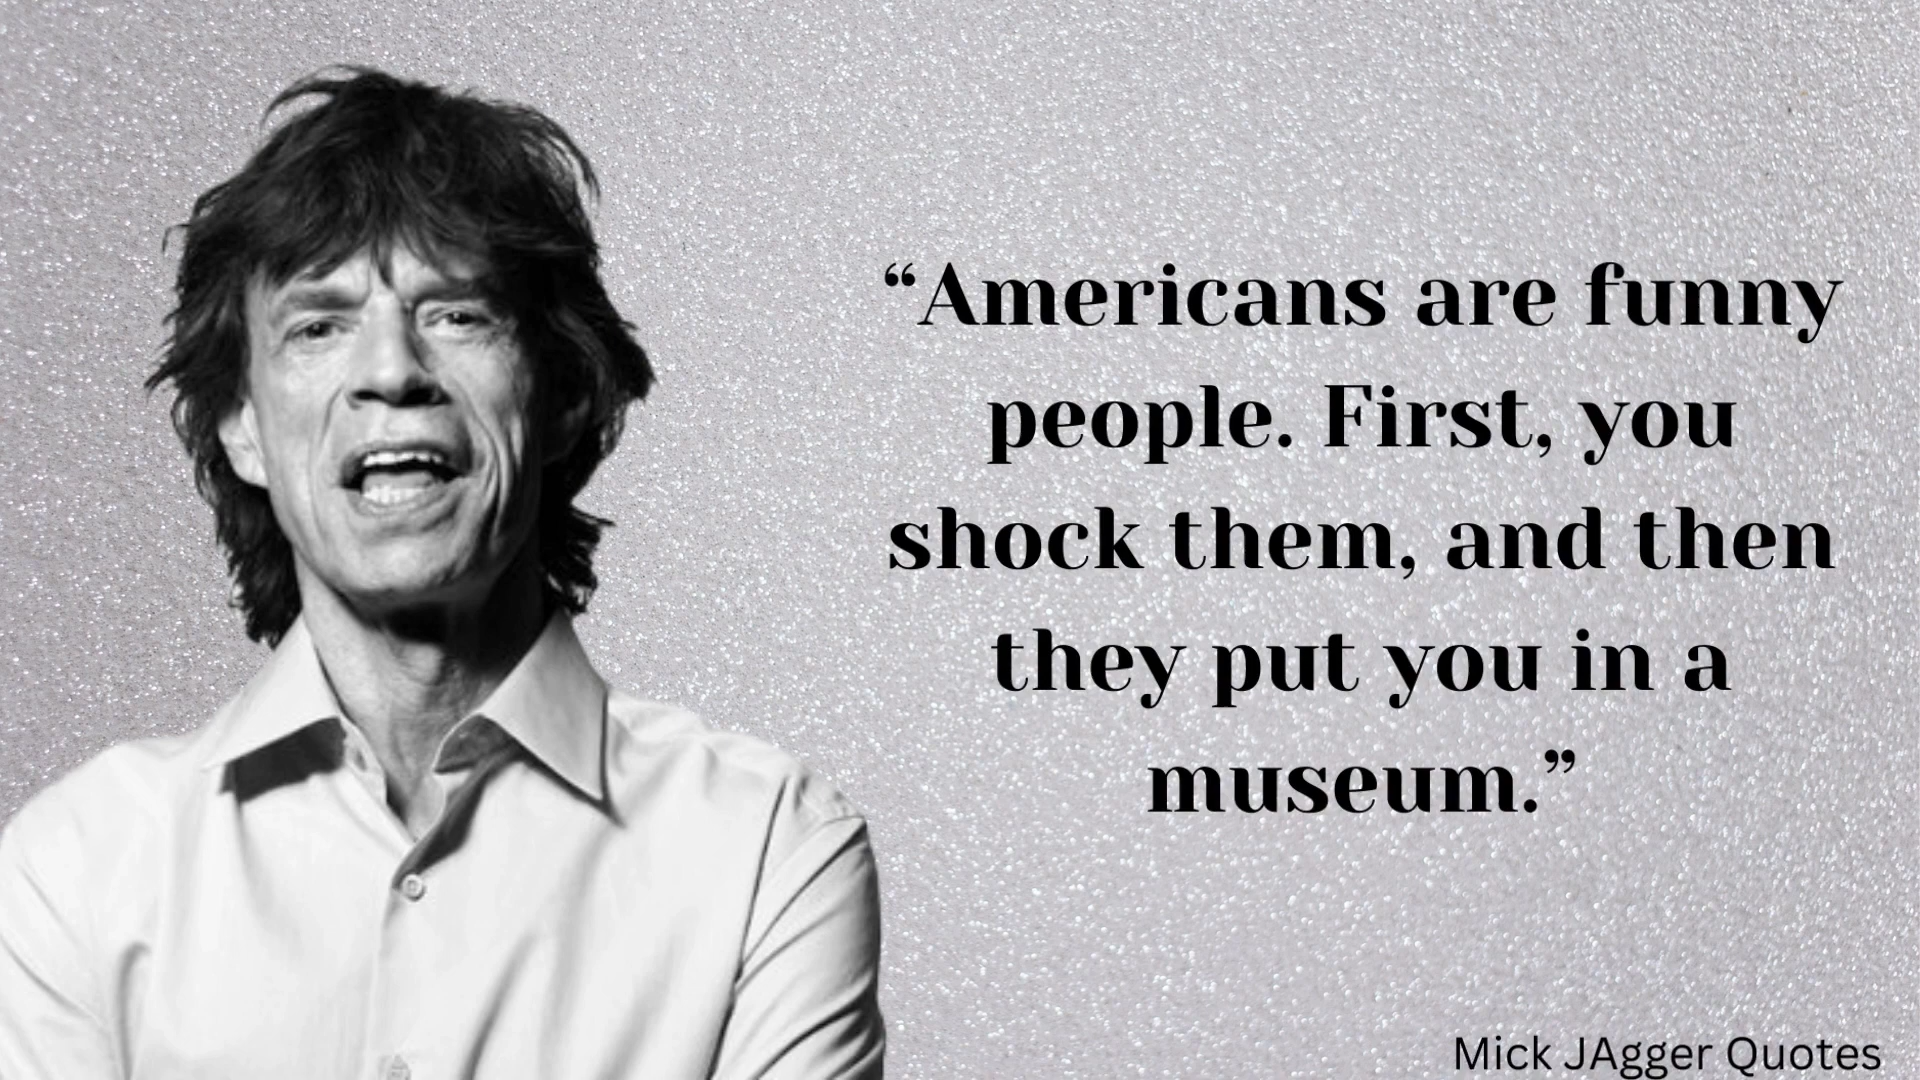 “Americans are funny
people. First, you
shock them, and then
they put you in a
museum.”
Mick JAgger Quotes